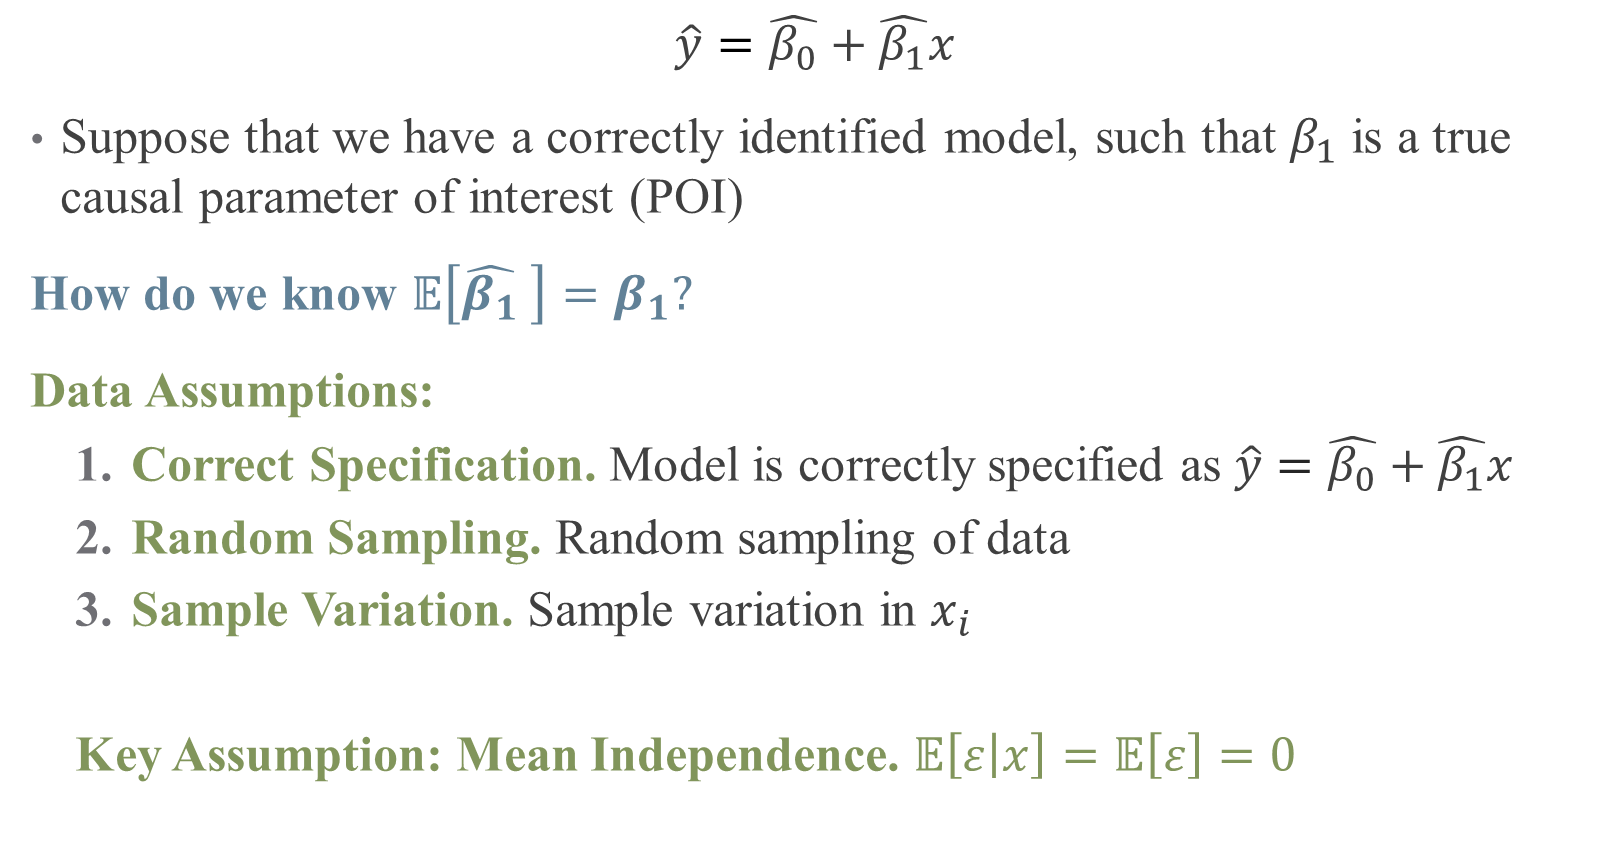 ŷ = β̂₀ + β̂₁x
• Suppose that we have a correctly identified model, such that β₁ is a true
causal parameter of interest (POI)
How do we know 𝔼[β̂₁] = β₁?
Data Assumptions:
1. Correct Specification. Model is correctly specified as ŷ = β̂₀ + β̂₁x
2. Random Sampling. Random sampling of data
3. Sample Variation. Sample variation in xᵢ
Key Assumption: Mean Independence. 𝔼[ε|x] = 𝔼[ε] = 0